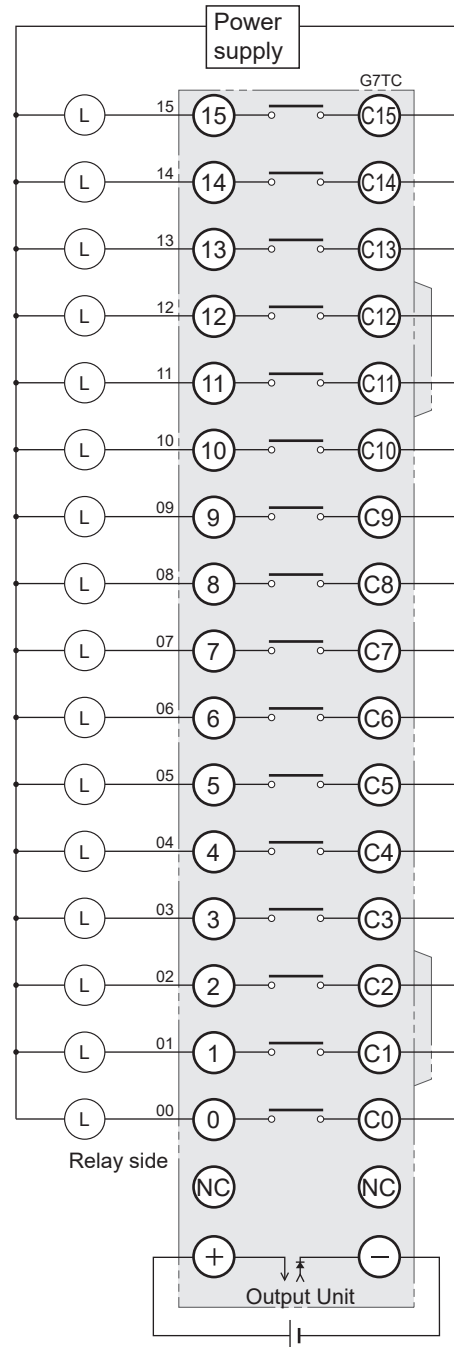 Power
supply
G7TC
L 15 15 C15
L 14 14 C14
L 13 13 C13
L 12 12 C12
L 11 11 C11
L 10 10 C10
L 09 9 C9
L 08 8 C8
L 07 7 C7
L 06 6 C6
L 05 5 C5
L 04 4 C4
L 03 3 C3
L 02 2 C2
L 01 1 C1
L 00 0 C0
Relay side
NC NC
+ −
Output Unit